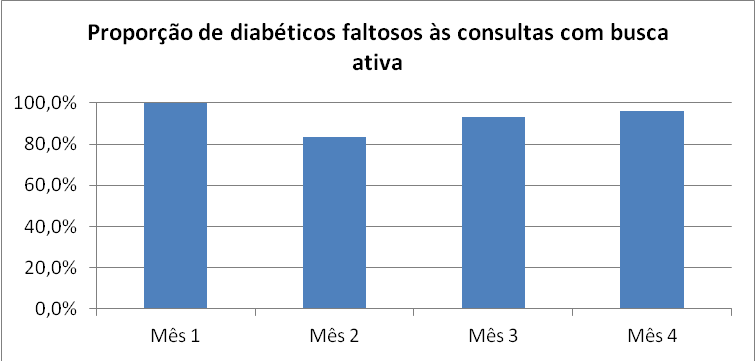 Proporção de diabéticos faltosos às consultas com busca
ativa
100,0%
80,0%
60,0%
40,0%
20,0%
0,0%
Mês 1
Mês 2
Mês 3
Mês 4